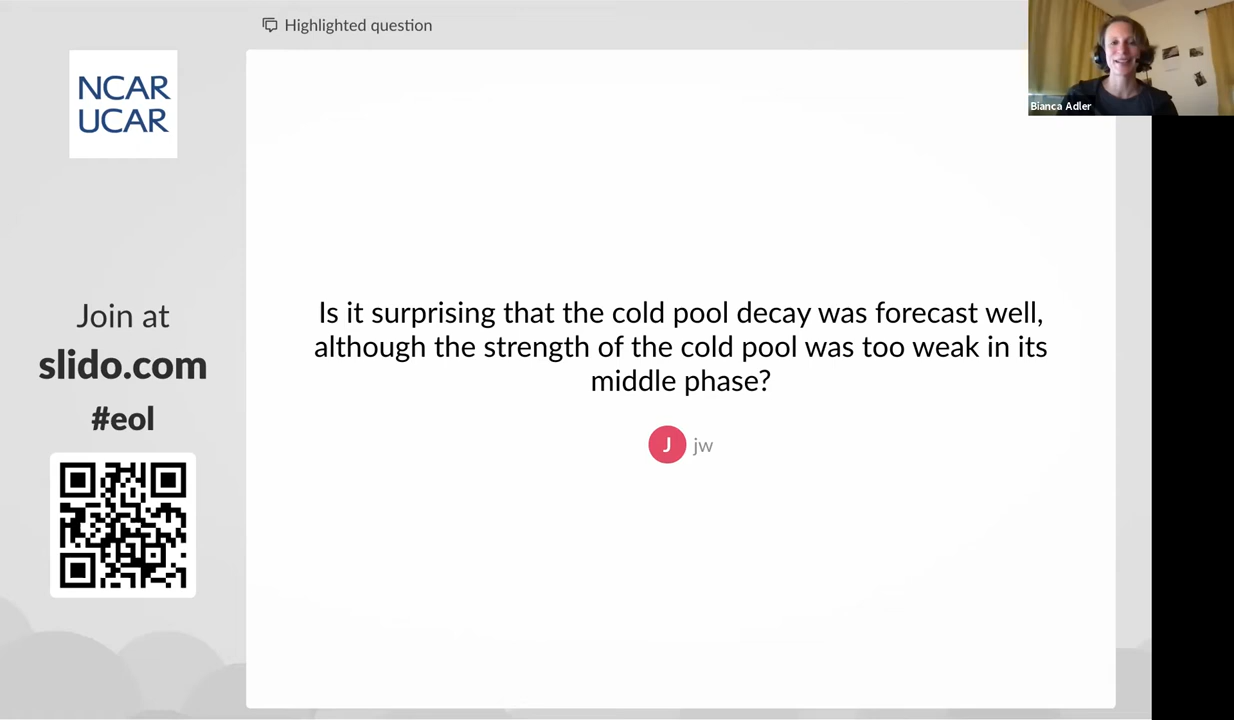 Highlighted question
NCAR
UCAR
Bianca Adler
Join at
slido.com
#eol
Is it surprising that the cold pool decay was forecast well,
although the strength of the cold pool was too weak in its
middle phase?
J jw